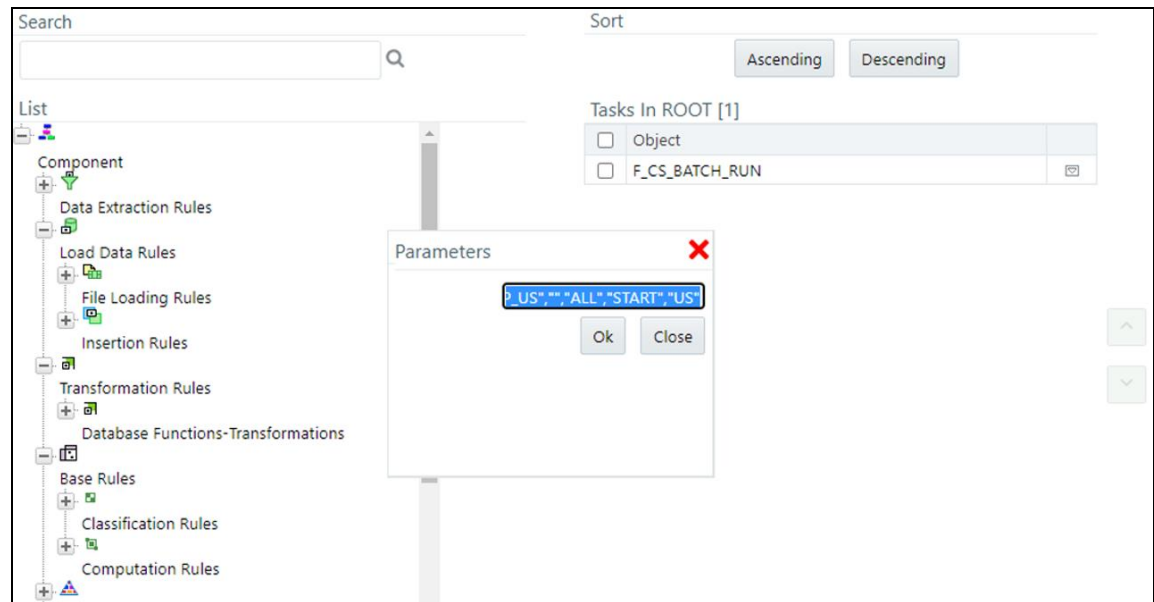 Search
List
Component
Data Extraction Rules
Load Data Rules
File Loading Rules
Insertion Rules
Transformation Rules
Database Functions-Transformations
Base Rules
Classification Rules
Computation Rules
Sort
Ascending Descending
Tasks In ROOT [1]
Object
F_CS_BATCH_RUN
Parameters
P_US","","ALL","START","US"
Ok Close